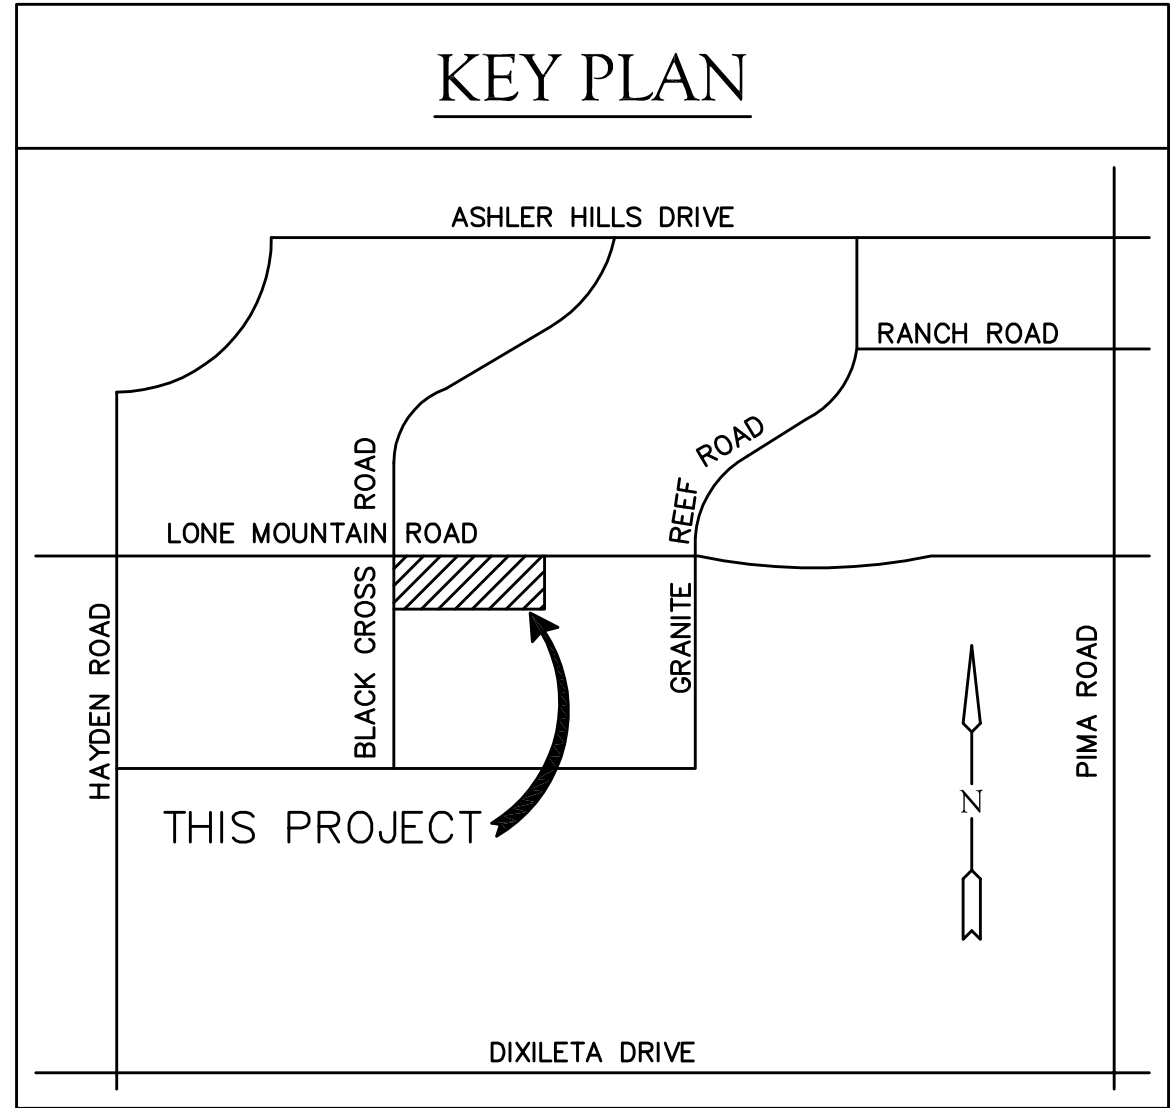 KEY PLAN
ASHLER HILLS DRIVE
RANCH ROAD
BLACK CROSS ROAD
GRANITE REEF ROAD
LONE MOUNTAIN ROAD
HAYDEN ROAD
PIMA ROAD
THIS PROJECT
N
DIXILETA DRIVE